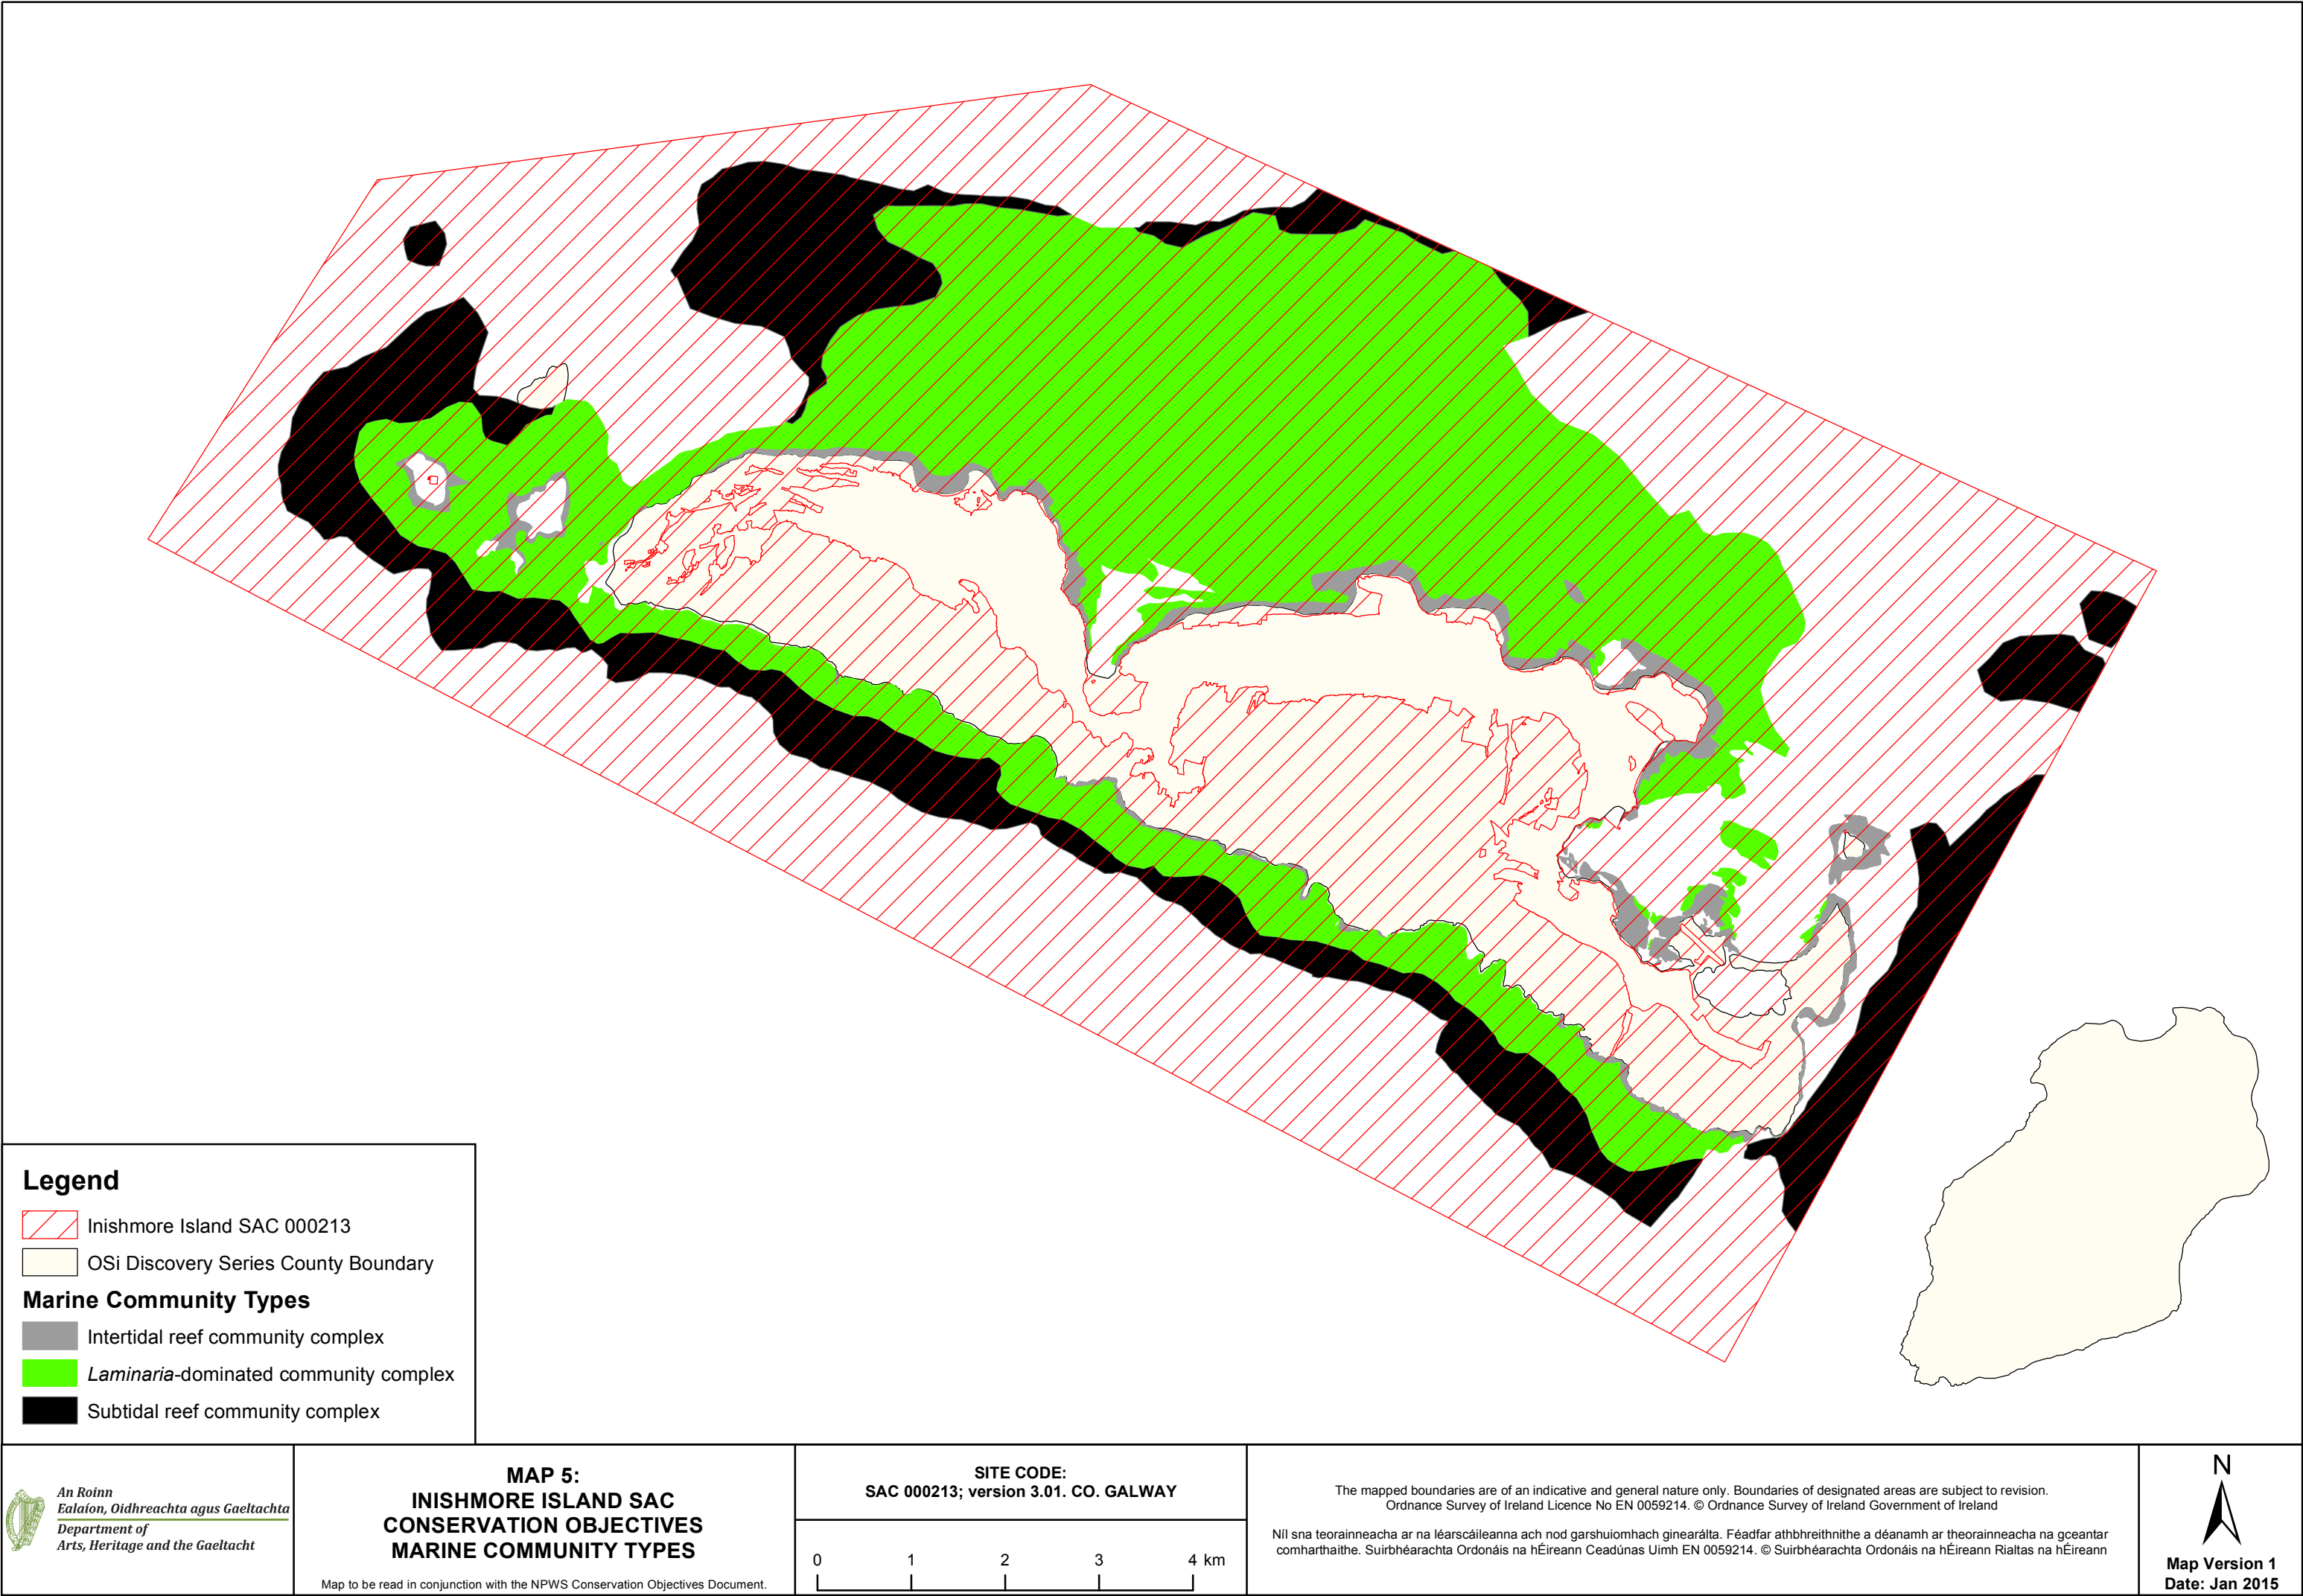 Legend
Inishmore Island SAC 000213
OSi Discovery Series County Boundary
Marine Community Types
Intertidal reef community complex
Laminaria-dominated community complex
Subtidal reef community complex
An Roinn
Ealaíon, Oidhreachta agus Gaeltachta
Department of
Arts, Heritage and the Gaeltacht
MAP 5:
INISHMORE ISLAND SAC
CONSERVATION OBJECTIVES
MARINE COMMUNITY TYPES
Map to be read in conjunction with the NPWS Conservation Objectives Document.
SITE CODE:
SAC 000213; version 3.01. CO. GALWAY
0 1 2 3 4 km
The mapped boundaries are of an indicative and general nature only. Boundaries of designated areas are subject to revision.
Ordnance Survey of Ireland Licence No EN 0059214. © Ordnance Survey of Ireland Government of Ireland
Níl sna teorainneacha ar na léarscáileanna ach nod garshuiomhach ginearálta. Féadfar athbhreithnithe a déanamh ar theorainneacha na gceantar
comharthaithe. Suirbhéarachta Ordonáis na hÉireann Ceadúnas Uimh EN 0059214. © Suirbhéarachta Ordonáis na hÉireann Rialtas na hÉireann
N
Map Version 1
Date: Jan 2015